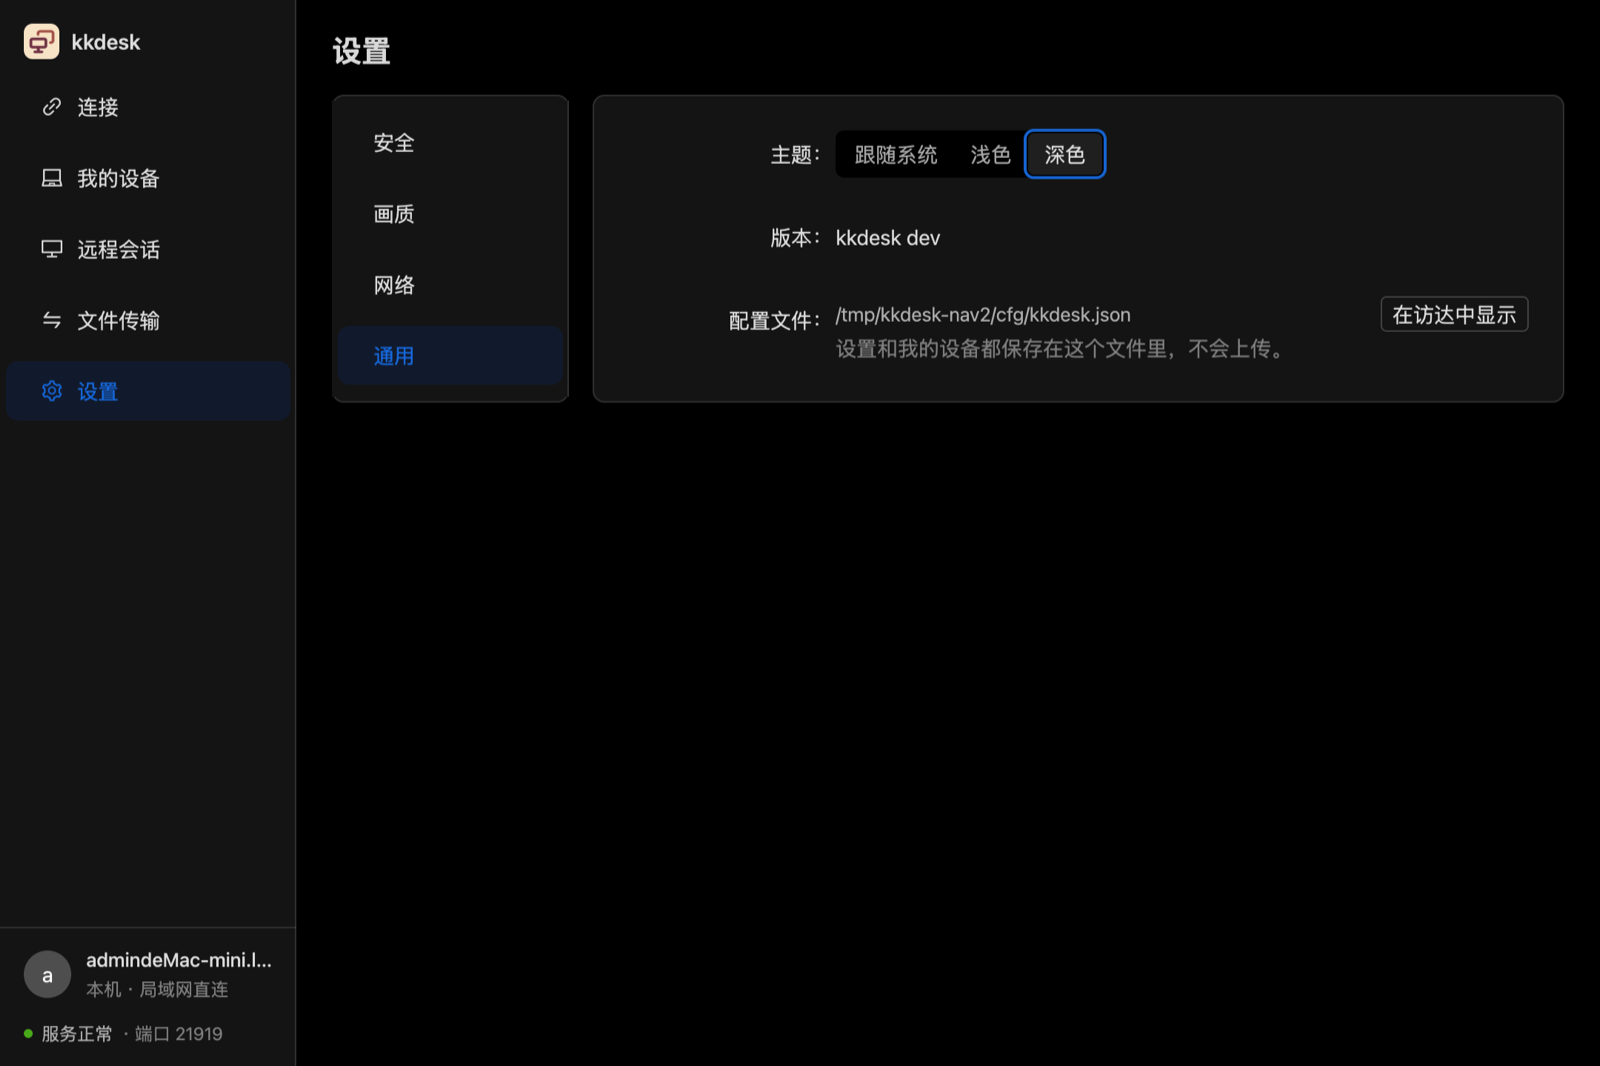 kkdesk
连接
我的设备
远程会话
文件传输
设置
admindeMac-mini.l...
本机 · 局域网直连
服务正常 · 端口 21919
设置
安全
画质
网络
通用
主题： 跟随系统 浅色 深色
版本： kkdesk dev
配置文件： /tmp/kkdesk-nav2/cfg/kkdesk.json 在访达中显示
设置和我的设备都保存在这个文件里，不会上传。
a